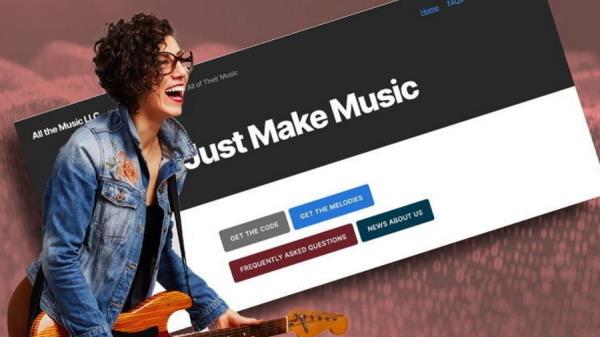 Home FAQs
All the Music LLC
All of Their Music
Just Make Music
GET THE CODE
GET THE MELODIES
FREQUENTLY ASKED QUESTIONS
NEWS ABOUT US